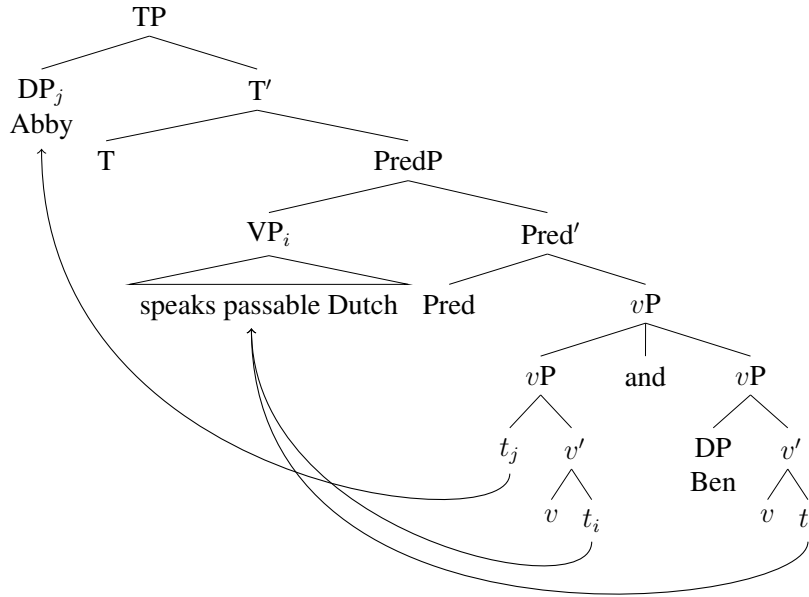 TP
DP_j T′
Abby
T PredP
VP_i Pred′
speaks passable Dutch Pred vP
vP and vP
t_j v' DP v'
Ben
v t_i v t